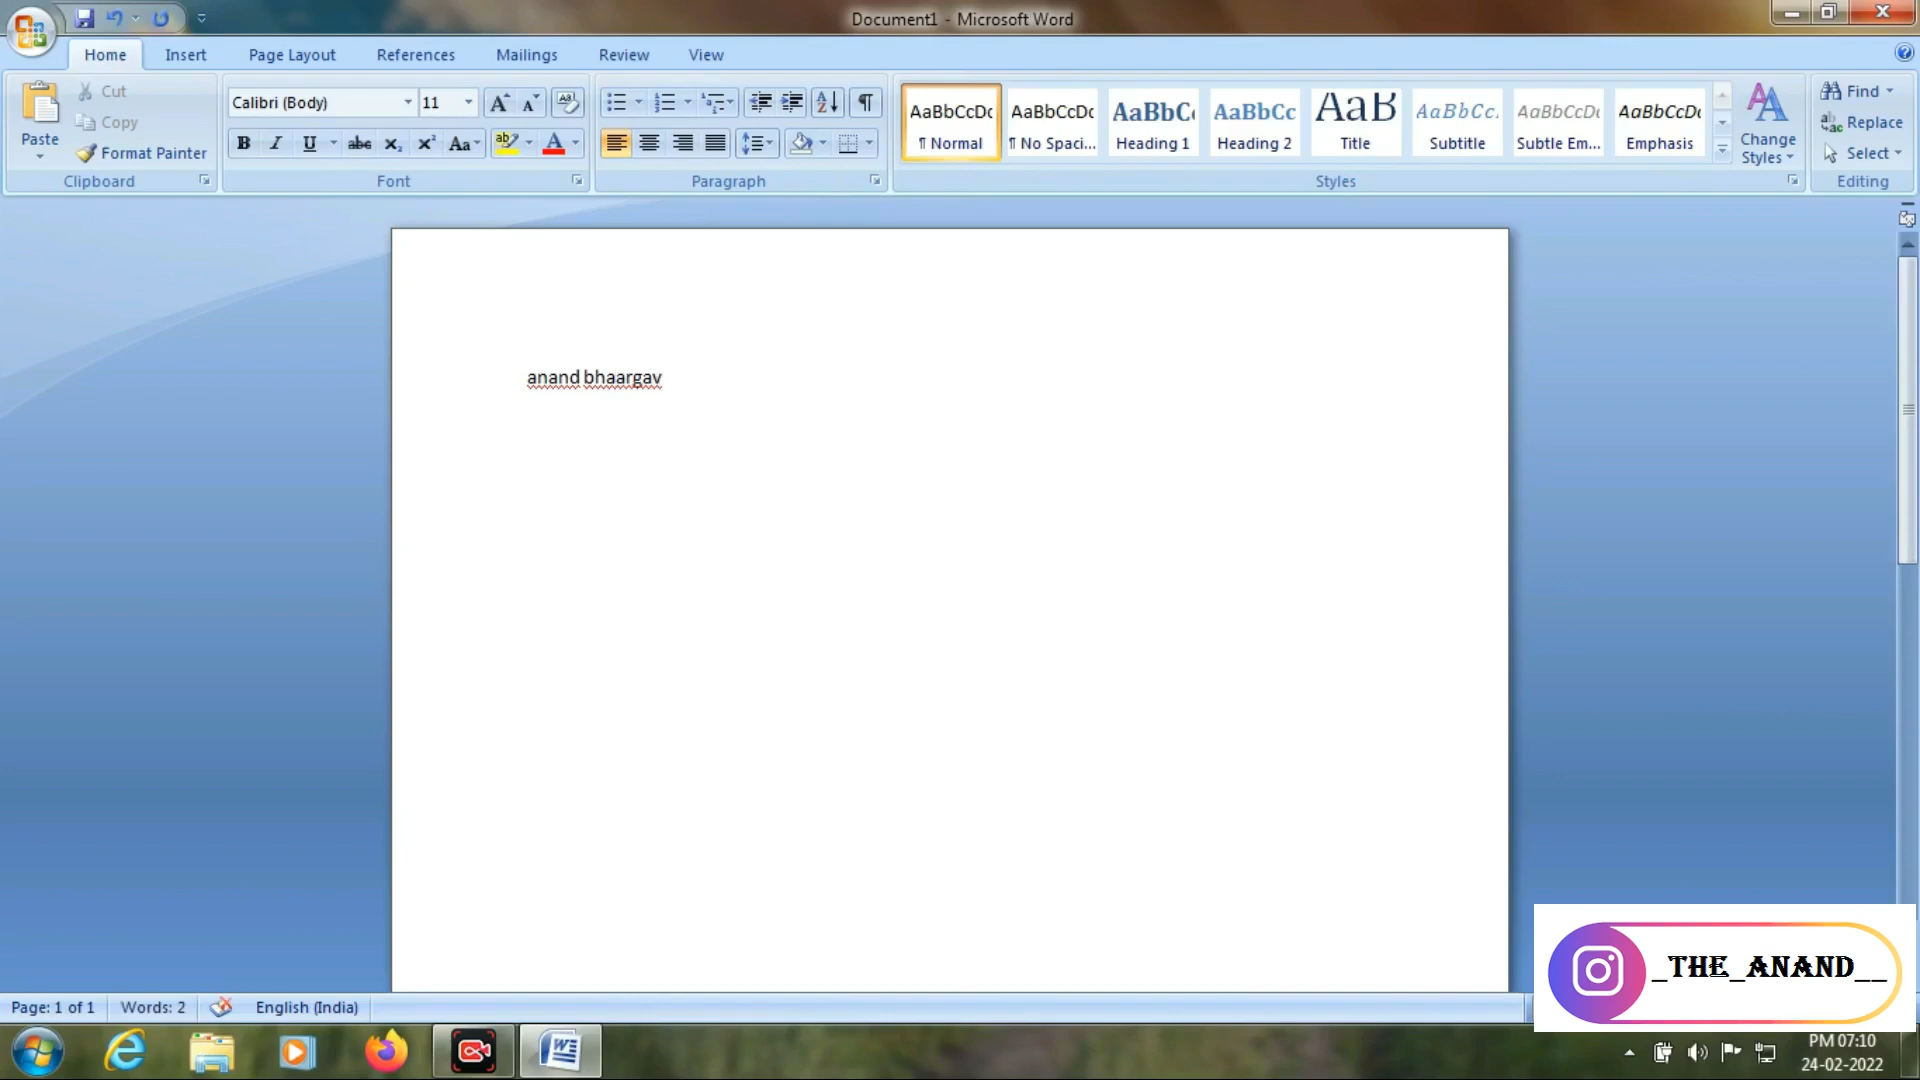 Document1 - Microsoft Word
Home Insert Page Layout References Mailings Review View
Paste
Cut
Copy
Format Painter
Clipboard
Calibri (Body) 11
Font
Paragraph
AaBbCcDc AaBbCcDc AaBbC AaBbCc AaB AaBbCc. AaBbCcDc AaBbCcDc
¶ Normal ¶ No Spaci... Heading 1 Heading 2 Title Subtitle Subtle Em... Emphasis
Change Styles
Styles
Find
Replace
Select
Editing
anand bhaargav
_THE_ANAND__
Page: 1 of 1 Words: 2 English (India)
PM 07:10
24-02-2022